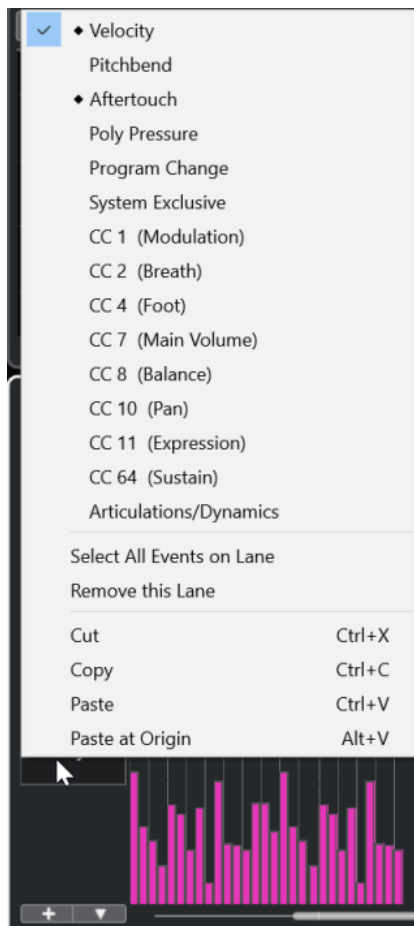 Velocity
Pitchbend
Aftertouch
Poly Pressure
Program Change
System Exclusive
CC 1 (Modulation)
CC 2 (Breath)
CC 4 (Foot)
CC 7 (Main Volume)
CC 8 (Balance)
CC 10 (Pan)
CC 11 (Expression)
CC 64 (Sustain)
Articulations/Dynamics
Select All Events on Lane
Remove this Lane
Cut Ctrl+X
Copy Ctrl+C
Paste Ctrl+V
Paste at Origin Alt+V